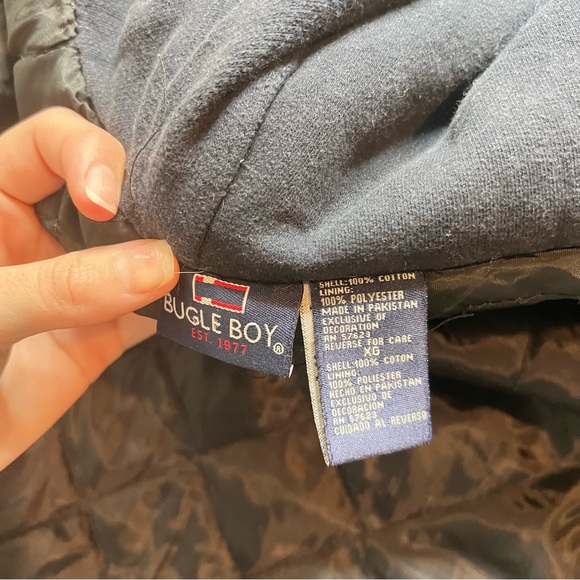 BUGLE BOY®
EST. 1977
SHELL:100% COTTON
LINING:
100% POLYESTER
MADE IN PAKISTAN
EXCLUSIVE OF
DECORATION
RN 57623
REVERSE FOR CARE
XG
SHELL:100% COTON
LINING:
100% POLIESTER
HECHO EN PAKISTAN
EXCLUSIVO DE
DECORACION
RN 57623
CUIDADO AL REVERSO